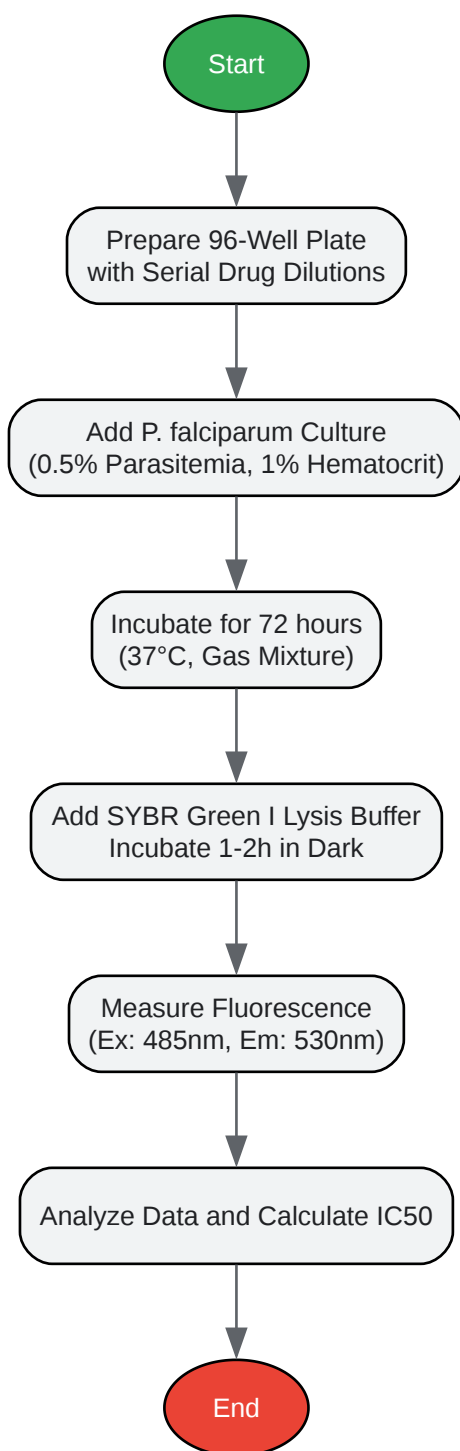 Start
Prepare 96-Well Plate
with Serial Drug Dilutions
Add P. falciparum Culture
(0.5% Parasitemia, 1% Hematocrit)
Incubate for 72 hours
(37°C, Gas Mixture)
Add SYBR Green I Lysis Buffer
Incubate 1-2h in Dark
Measure Fluorescence
(Ex: 485nm, Em: 530nm)
Analyze Data and Calculate IC50
End